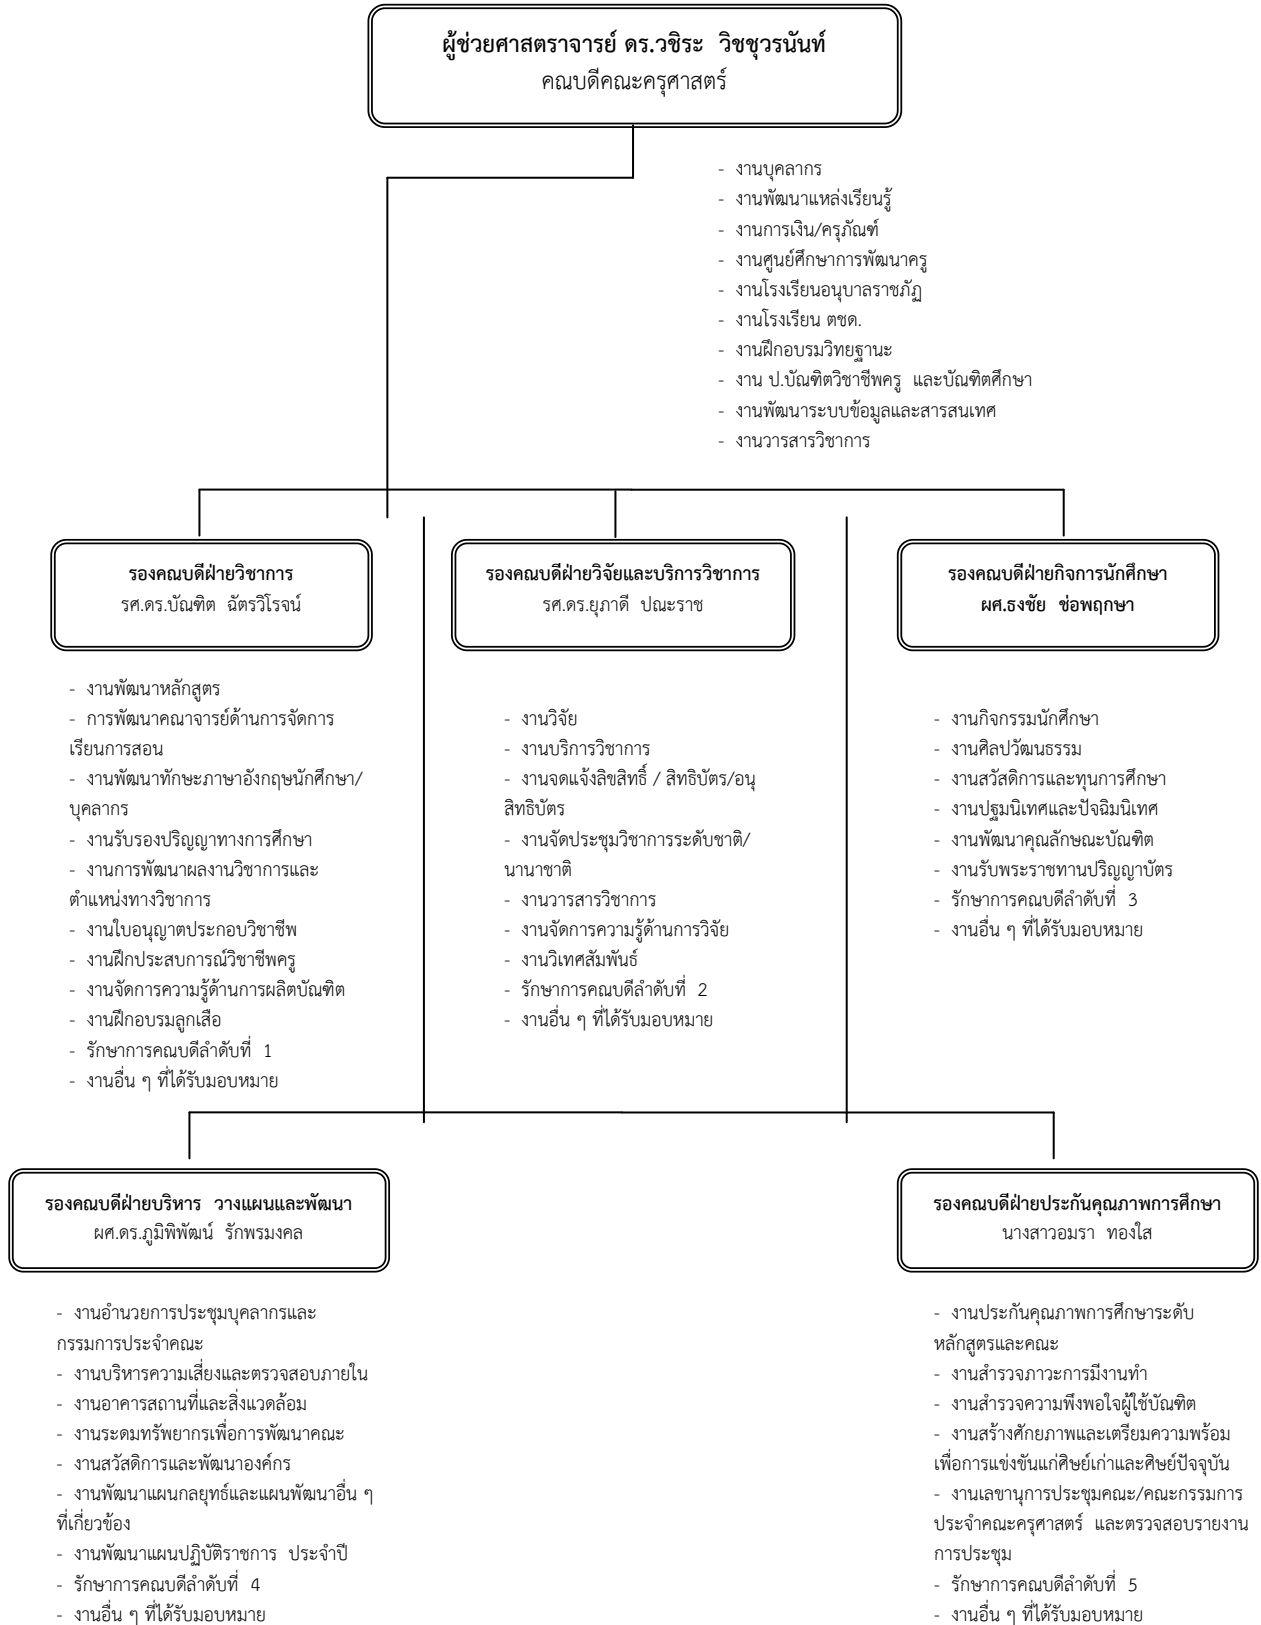 ผู้ช่วยศาสตราจารย์ ดร.วชิระ วิชชุวรนันท์
คณบดีคณะครุศาสตร์
- งานบุคลากร
- งานพัฒนาแหล่งเรียนรู้
- งานการเงิน/ครุภัณฑ์
- งานศูนย์ศึกษาการพัฒนาครู
- งานโรงเรียนอนุบาลราชภัฏ
- งานโรงเรียน ตชด.
- งานฝึกอบรมวิทยฐานะ
- งาน ป.บัณฑิตวิชาชีพครู และบัณฑิตศึกษา
- งานพัฒนาระบบข้อมูลและสารสนเทศ
- งานวารสารวิชาการ
รองคณบดีฝ่ายวิชาการ
รศ.ดร.บัณฑิต ฉัตรวิโรจน์
- งานพัฒนาหลักสูตร
- การพัฒนาคณาจารย์ด้านการจัดการ
เรียนการสอน
- งานพัฒนาทักษะภาษาอังกฤษนักศึกษา/
บุคลากร
- งานรับรองปริญญาทางการศึกษา
- งานการพัฒนาผลงานวิชาการและ
ตำแหน่งทางวิชาการ
- งานใบอนุญาตประกอบวิชาชีพ
- งานฝึกประสบการณ์วิชาชีพครู
- งานจัดการความรู้ด้านการผลิตบัณฑิต
- งานฝึกอบรมลูกเสือ
- รักษาการคณบดีลำดับที่ 1
- งานอื่น ๆ ที่ได้รับมอบหมาย
รองคณบดีฝ่ายวิจัยและบริการวิชาการ
รศ.ดร.ยุภาดี ปณะราช
- งานวิจัย
- งานบริการวิชาการ
- งานจดแจ้งลิขสิทธิ์ / สิทธิบัตร/อนุ
สิทธิบัตร
- งานจัดประชุมวิชาการระดับชาติ/
นานาชาติ
- งานวารสารวิชาการ
- งานจัดการความรู้ด้านการวิจัย
- งานวิเทศสัมพันธ์
- รักษาการคณบดีลำดับที่ 2
- งานอื่น ๆ ที่ได้รับมอบหมาย
รองคณบดีฝ่ายกิจการนักศึกษา
ผศ.ธงชัย ช่อพฤกษา
- งานกิจกรรมนักศึกษา
- งานศิลปวัฒนธรรม
- งานสวัสดิการและทุนการศึกษา
- งานปฐมนิเทศและปัจฉิมนิเทศ
- งานพัฒนาคุณลักษณะบัณฑิต
- งานรับพระราชทานปริญญาบัตร
- รักษาการคณบดีลำดับที่ 3
- งานอื่น ๆ ที่ได้รับมอบหมาย
รองคณบดีฝ่ายบริหาร วางแผนและพัฒนา
ผศ.ดร.ภูมิพิพัฒน์ รักพรมงคล
- งานอำนวยการประชุมบุคลากรและ
กรรมการประจำคณะ
- งานบริหารความเสี่ยงและตรวจสอบภายใน
- งานอาคารสถานที่และสิ่งแวดล้อม
- งานระดมทรัพยากรเพื่อการพัฒนาคณะ
- งานสวัสดิการและพัฒนาองค์กร
- งานพัฒนาแผนกลยุทธ์และแผนพัฒนาอื่น ๆ
ที่เกี่ยวข้อง
- งานพัฒนาแผนปฏิบัติราชการ ประจำปี
- รักษาการคณบดีลำดับที่ 4
- งานอื่น ๆ ที่ได้รับมอบหมาย
รองคณบดีฝ่ายประกันคุณภาพการศึกษา
นางสาวอมรา ทองใส
- งานประกันคุณภาพการศึกษาระดับ
หลักสูตรและคณะ
- งานสำรวจภาวะการมีงานทำ
- งานสำรวจความพึงพอใจผู้ใช้บัณฑิต
- งานสร้างศักยภาพและเตรียมความพร้อม
เพื่อการแข่งขันแก่ศิษย์เก่าและศิษย์ปัจจุบัน
- งานเลขานุการประชุมคณะ/คณะกรรมการ
ประจำคณะครุศาสตร์ และตรวจสอบรายงาน
การประชุม
- รักษาการคณบดีลำดับที่ 5
- งานอื่น ๆ ที่ได้รับมอบหมาย